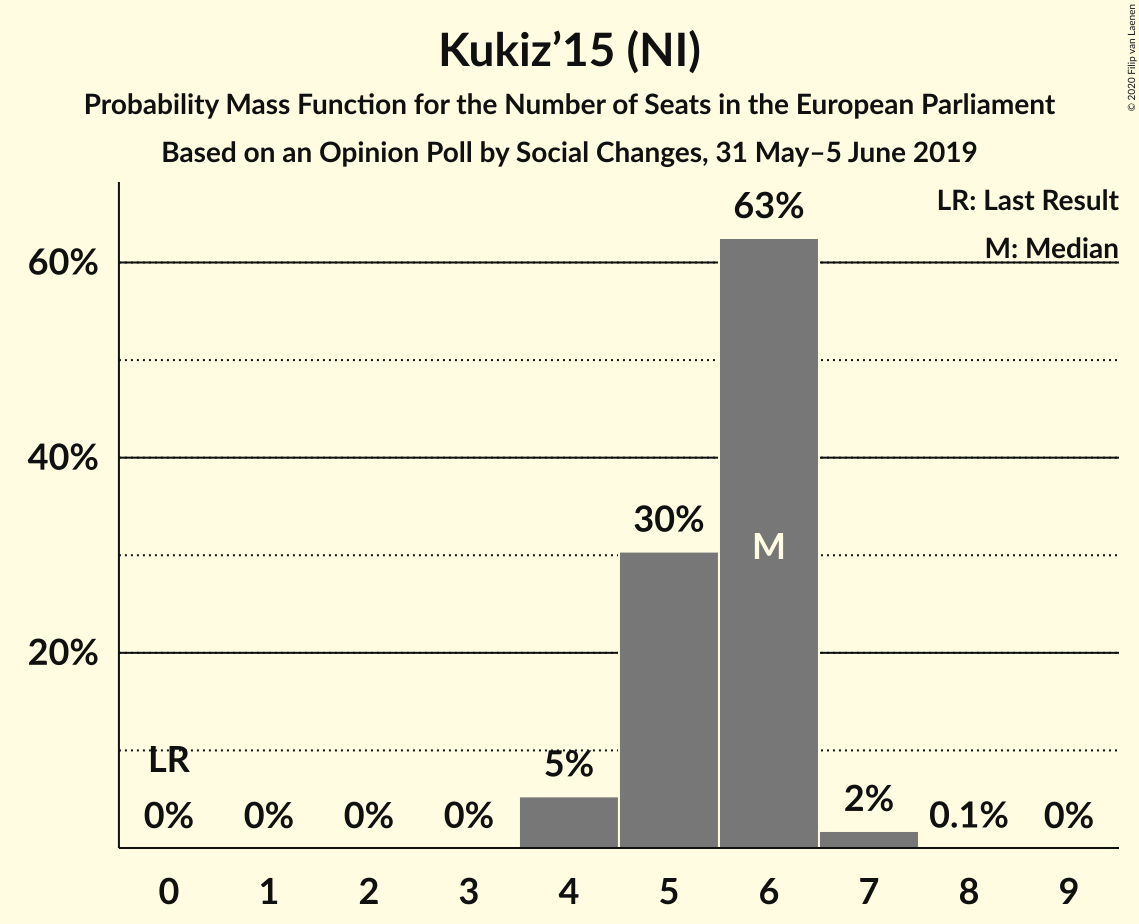 Kukiz’15 (NI)
Probability Mass Function for the Number of Seats in the European Parliament
Based on an Opinion Poll by Social Changes, 31 May–5 June 2019
© 2020 Filip van Laenen
LR: Last Result
M: Median
63%
60%
40%
30%
M
20%
LR
5%
0% 0% 0% 0% 2% 0.1% 0%
0 1 2 3 4 5 6 7 8 9